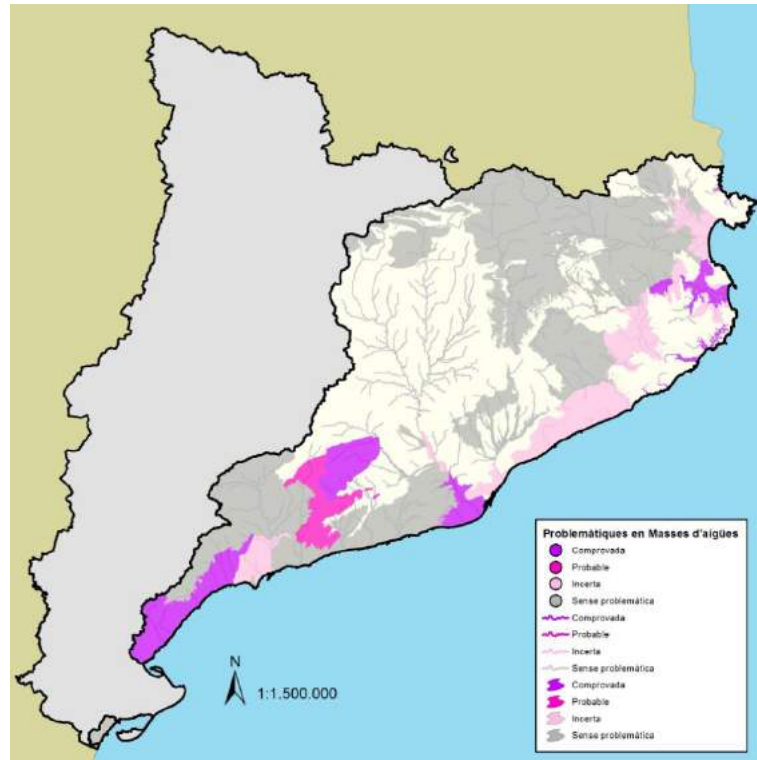 N
1:1.500.000
Problemàtiques en Masses d'aigües
Comprovada
Probable
Incerta
Sense problemàtica
Comprovada
Probable
Incerta
Sense problemàtica
Comprovada
Probable
Incerta
Sense problemàtica